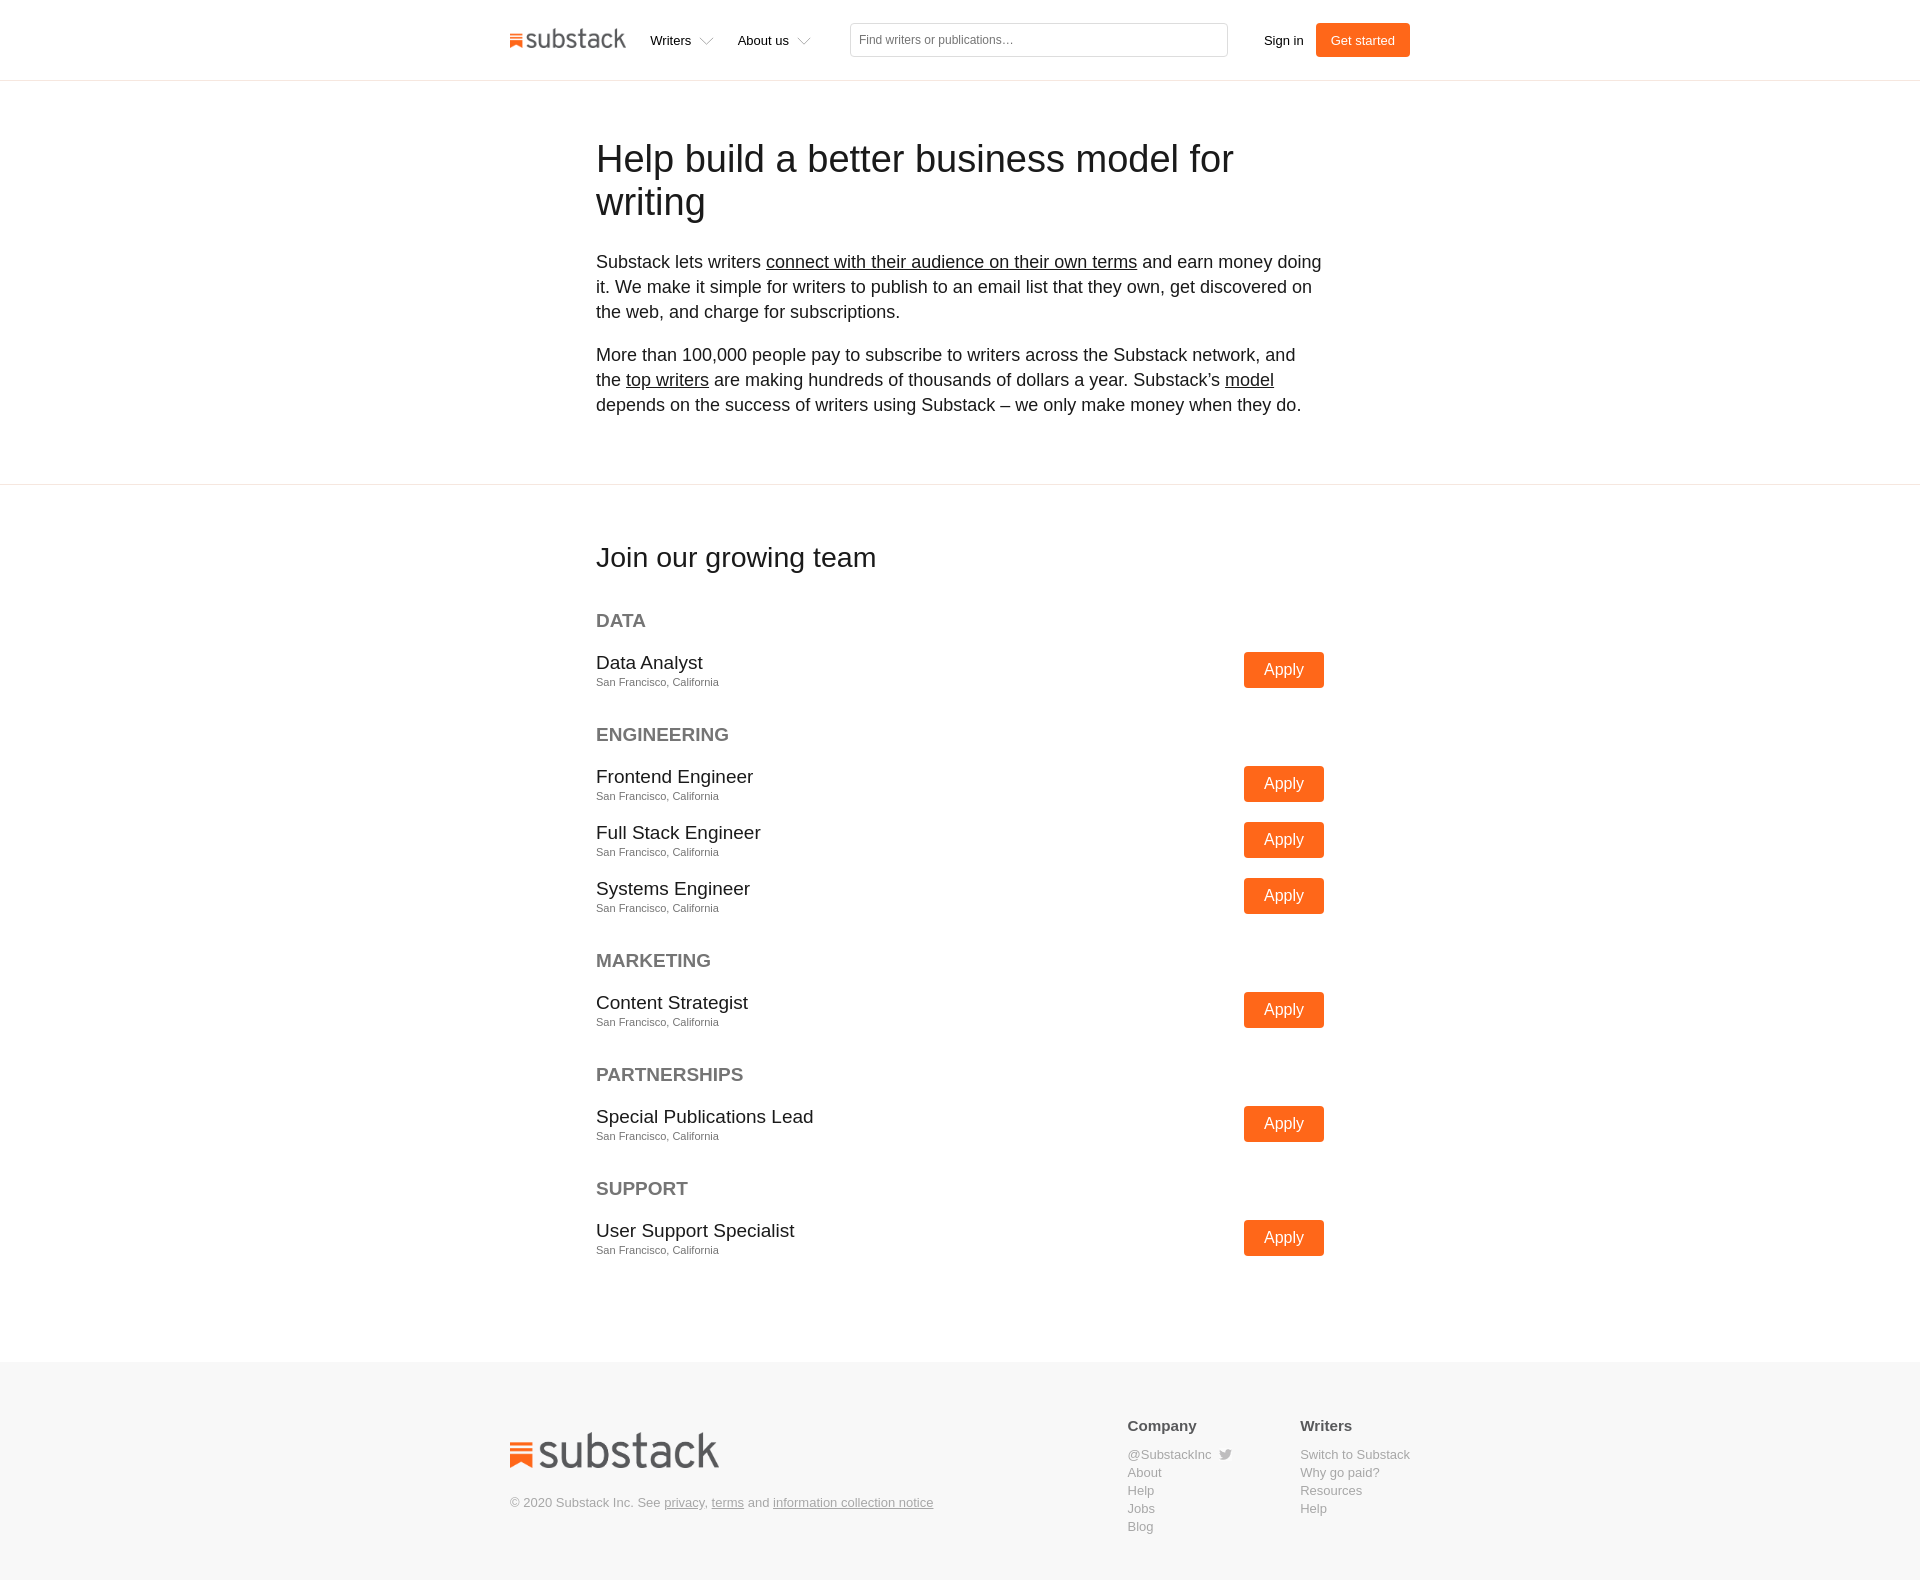 substack Writers About us Find writers or publications… Sign in Get started
Help build a better business model for
writing
Substack lets writers connect with their audience on their own terms and earn money doing
it. We make it simple for writers to publish to an email list that they own, get discovered on
the web, and charge for subscriptions.
More than 100,000 people pay to subscribe to writers across the Substack network, and
the top writers are making hundreds of thousands of dollars a year. Substack’s model
depends on the success of writers using Substack – we only make money when they do.
Join our growing team
DATA
Data Analyst
San Francisco, California
Apply
ENGINEERING
Frontend Engineer
San Francisco, California
Apply
Full Stack Engineer
San Francisco, California
Apply
Systems Engineer
San Francisco, California
Apply
MARKETING
Content Strategist
San Francisco, California
Apply
PARTNERSHIPS
Special Publications Lead
San Francisco, California
Apply
SUPPORT
User Support Specialist
San Francisco, California
Apply
substack
© 2020 Substack Inc. See privacy, terms and information collection notice
Company
@SubstackInc
About
Help
Jobs
Blog
Writers
Switch to Substack
Why go paid?
Resources
Help